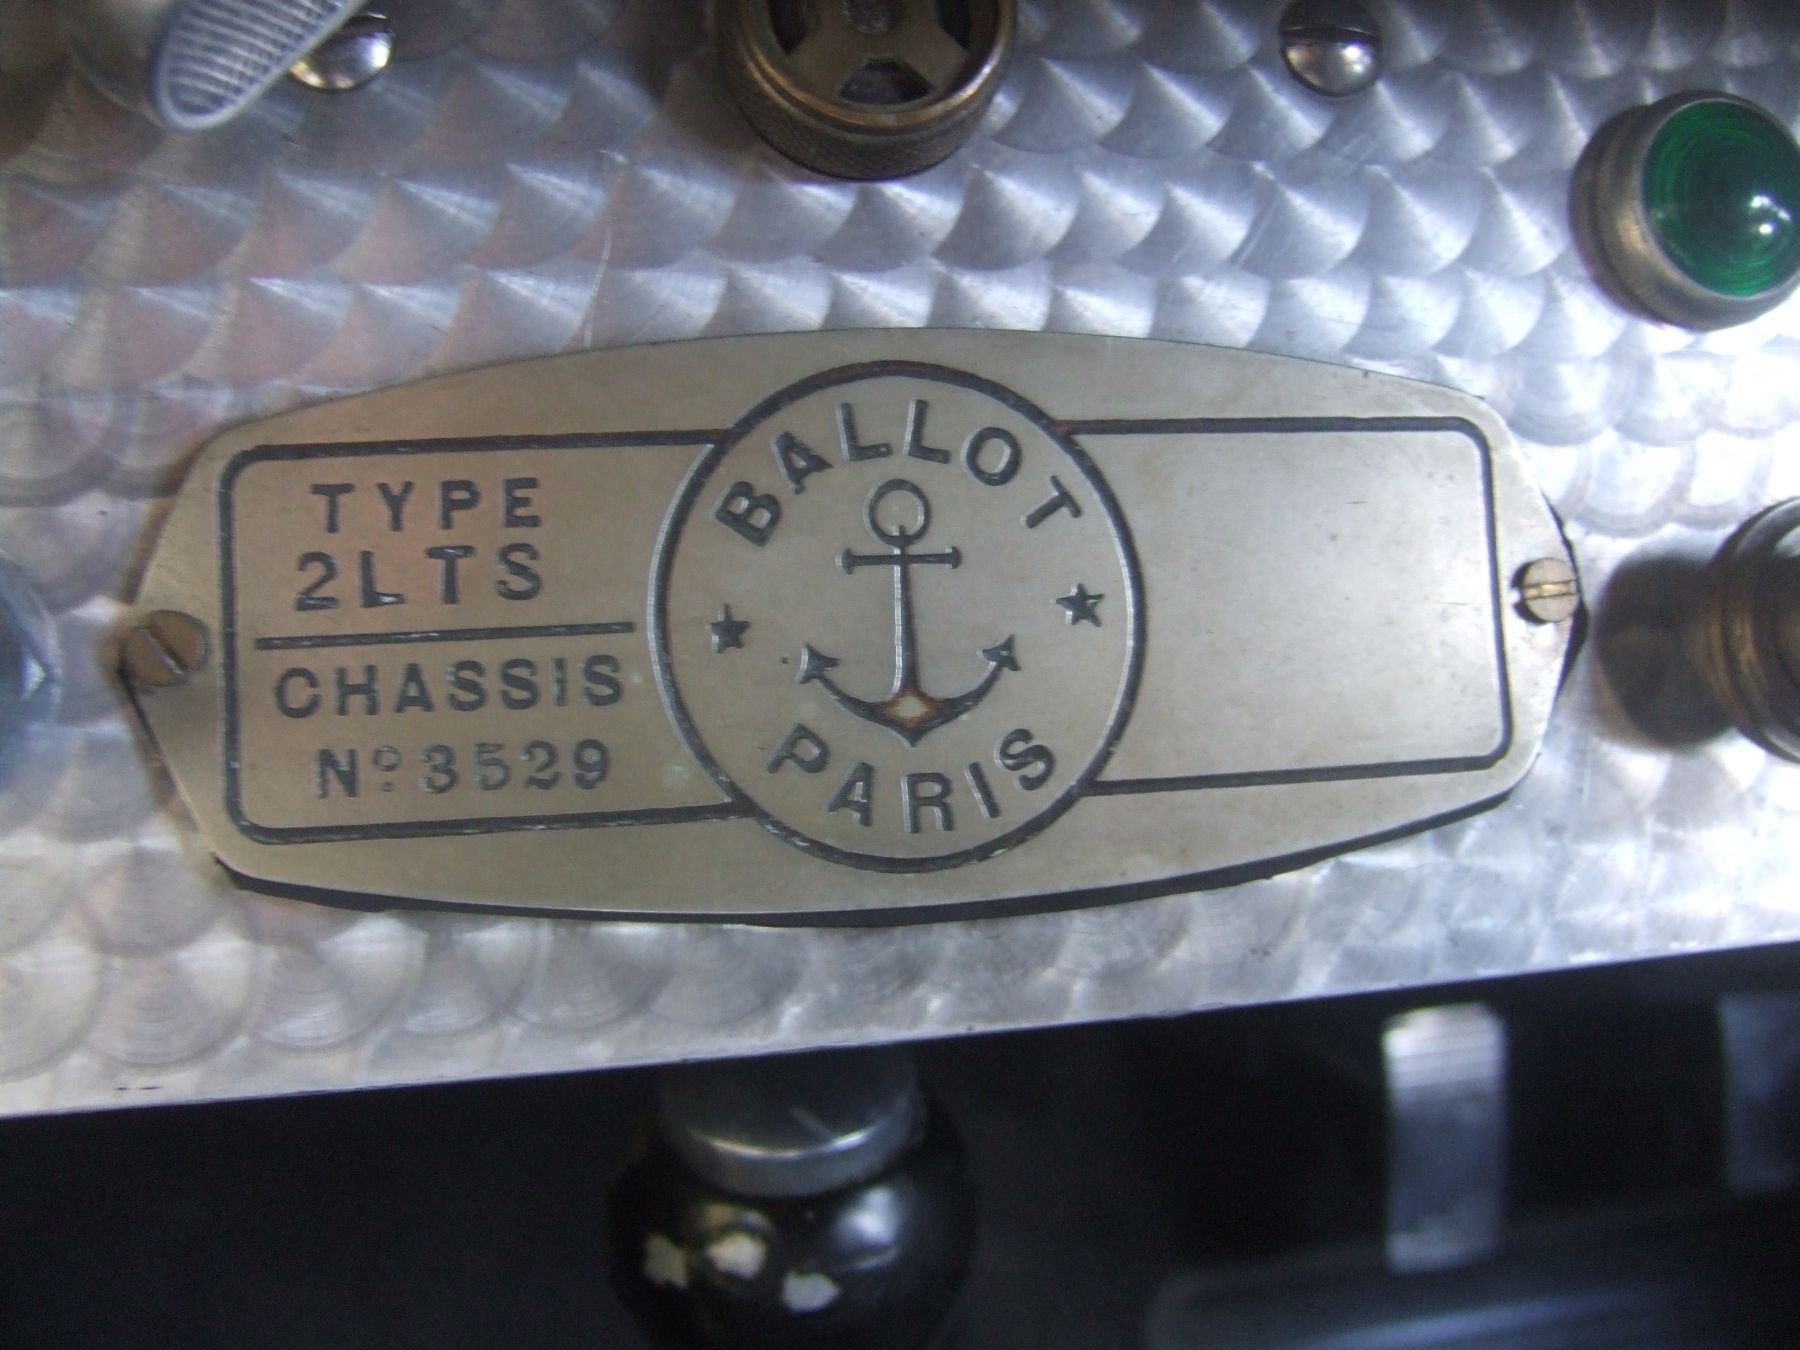 TYPE
2LTS
CHASSIS
Nº 3529
BALLOT
PARIS